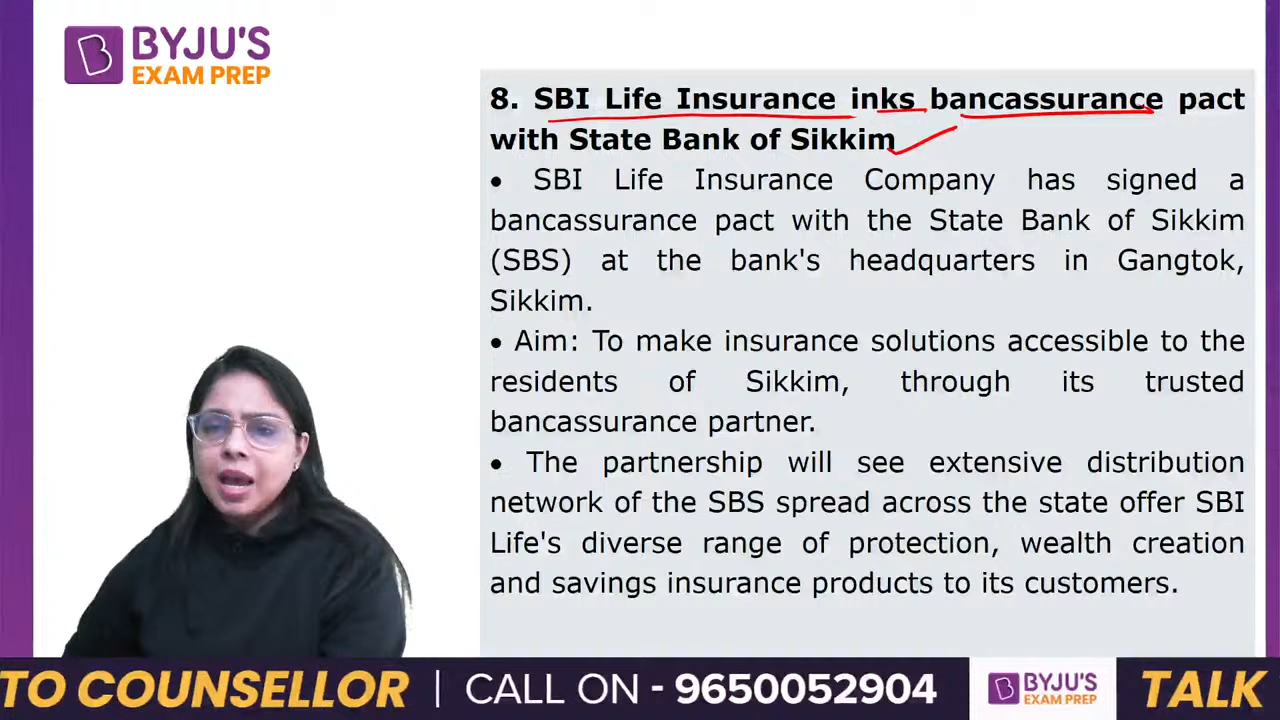 BYJU'S
EXAM PREP
8. SBI Life Insurance inks bancassurance pact
with State Bank of Sikkim
• SBI Life Insurance Company has signed a
bancassurance pact with the State Bank of Sikkim
(SBS) at the bank's headquarters in Gangtok,
Sikkim.
• Aim: To make insurance solutions accessible to the
residents of Sikkim, through its trusted
bancassurance partner.
• The partnership will see extensive distribution
network of the SBS spread across the state offer SBI
Life's diverse range of protection, wealth creation
and savings insurance products to its customers.
TO COUNSELLOR | CALL ON - 9650052904 BYJU'S EXAM PREP TALK